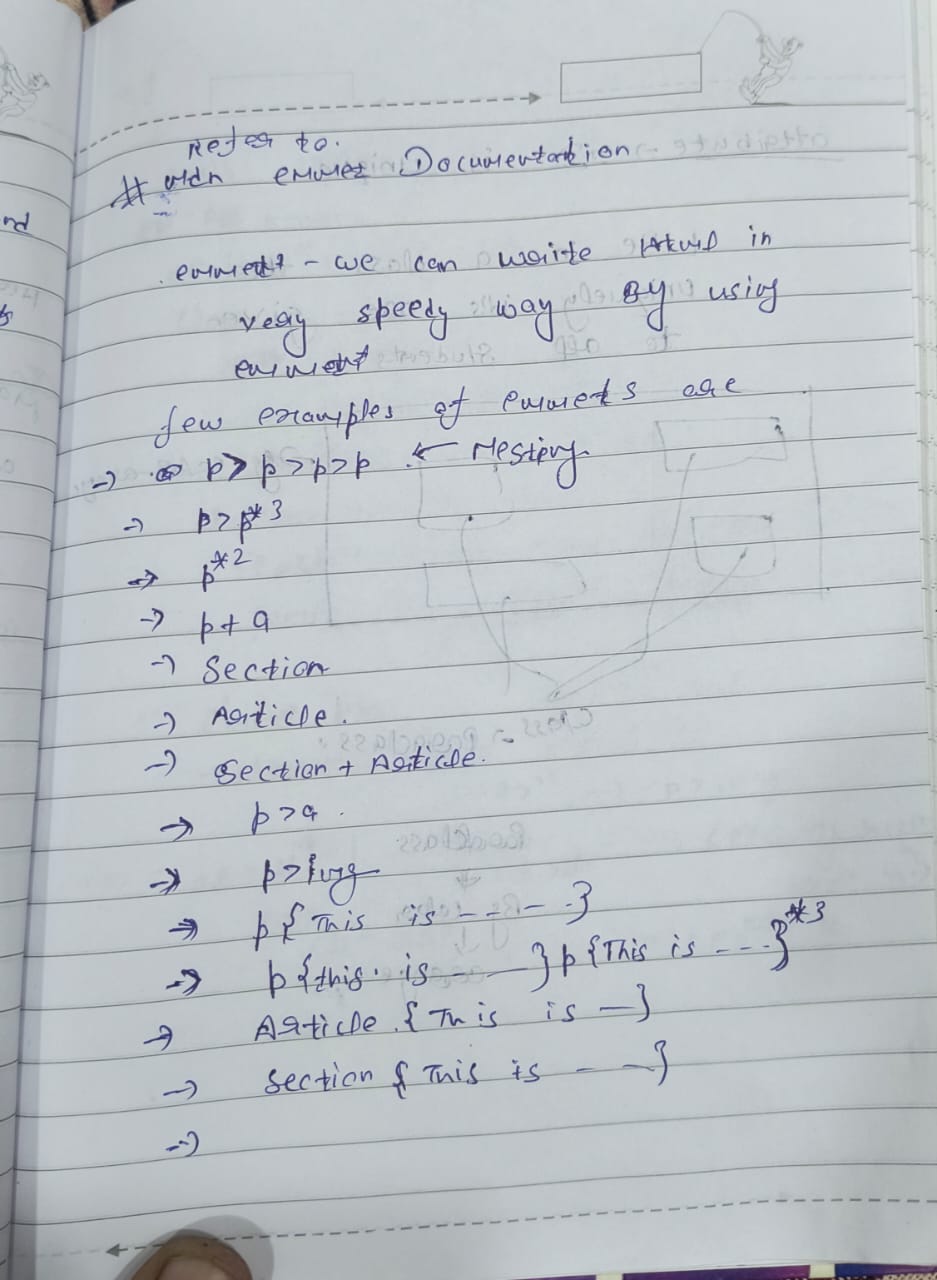 Refer to.
# mdn emmet Documentation
emmet - we can write html in
very speedy way By using
emmet
few examples of emmets are
→ p>p>p>p ← Nesting
→ p>p*3
→ p*2
→ p+a
→ Section
→ Article.
→ Section + Article.
→ p>a.
→ p>img
→ p{This is - - - -}
→ p{this is - —}p{This is ---}*3
→ Article {This is —}
→ Section {This is - —}
→
nd